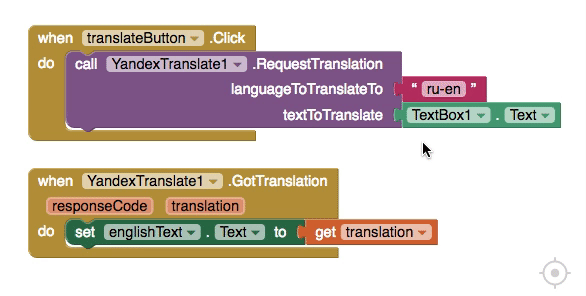 when translateButton .Click
do call YandexTranslate1 .RequestTranslation
languageToTranslateTo " ru-en "
textToTranslate TextBox1 . Text
when YandexTranslate1 .GotTranslation
responseCode translation
do set englishText . Text to get translation